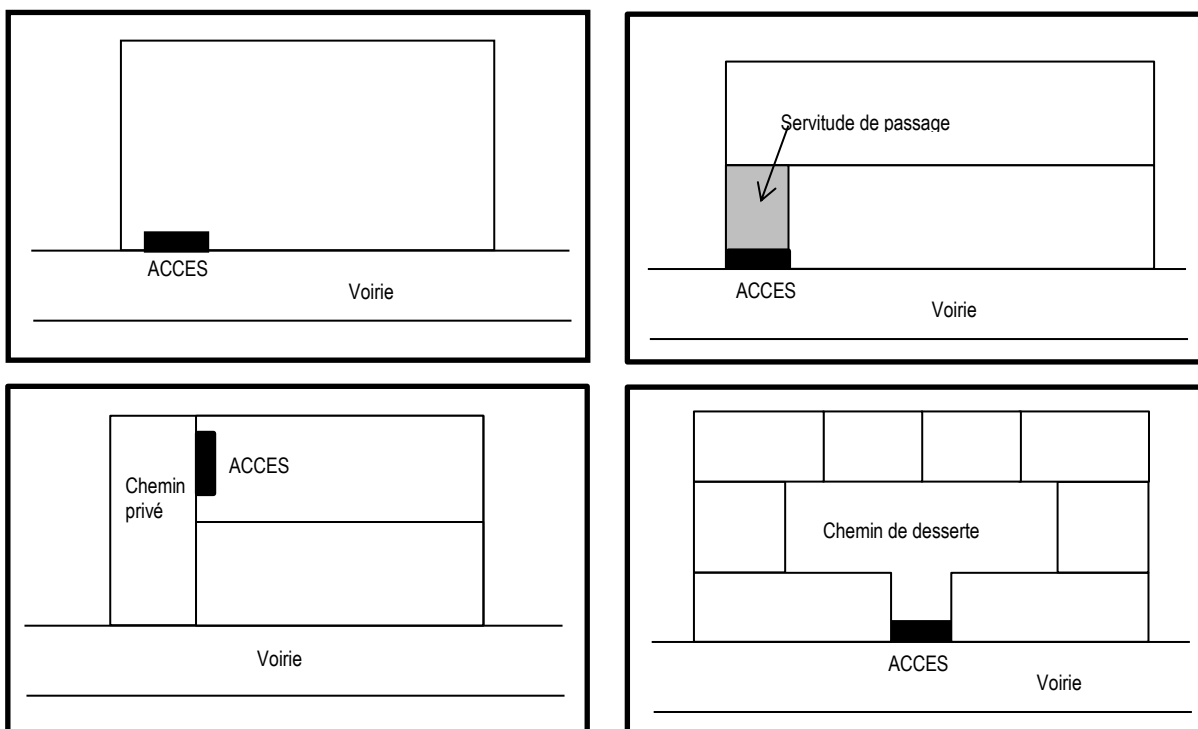 ACCES
Voirie
Servitude de passage
ACCES
Voirie
Chemin
privé
ACCES
Voirie
Chemin de desserte
ACCES
Voirie